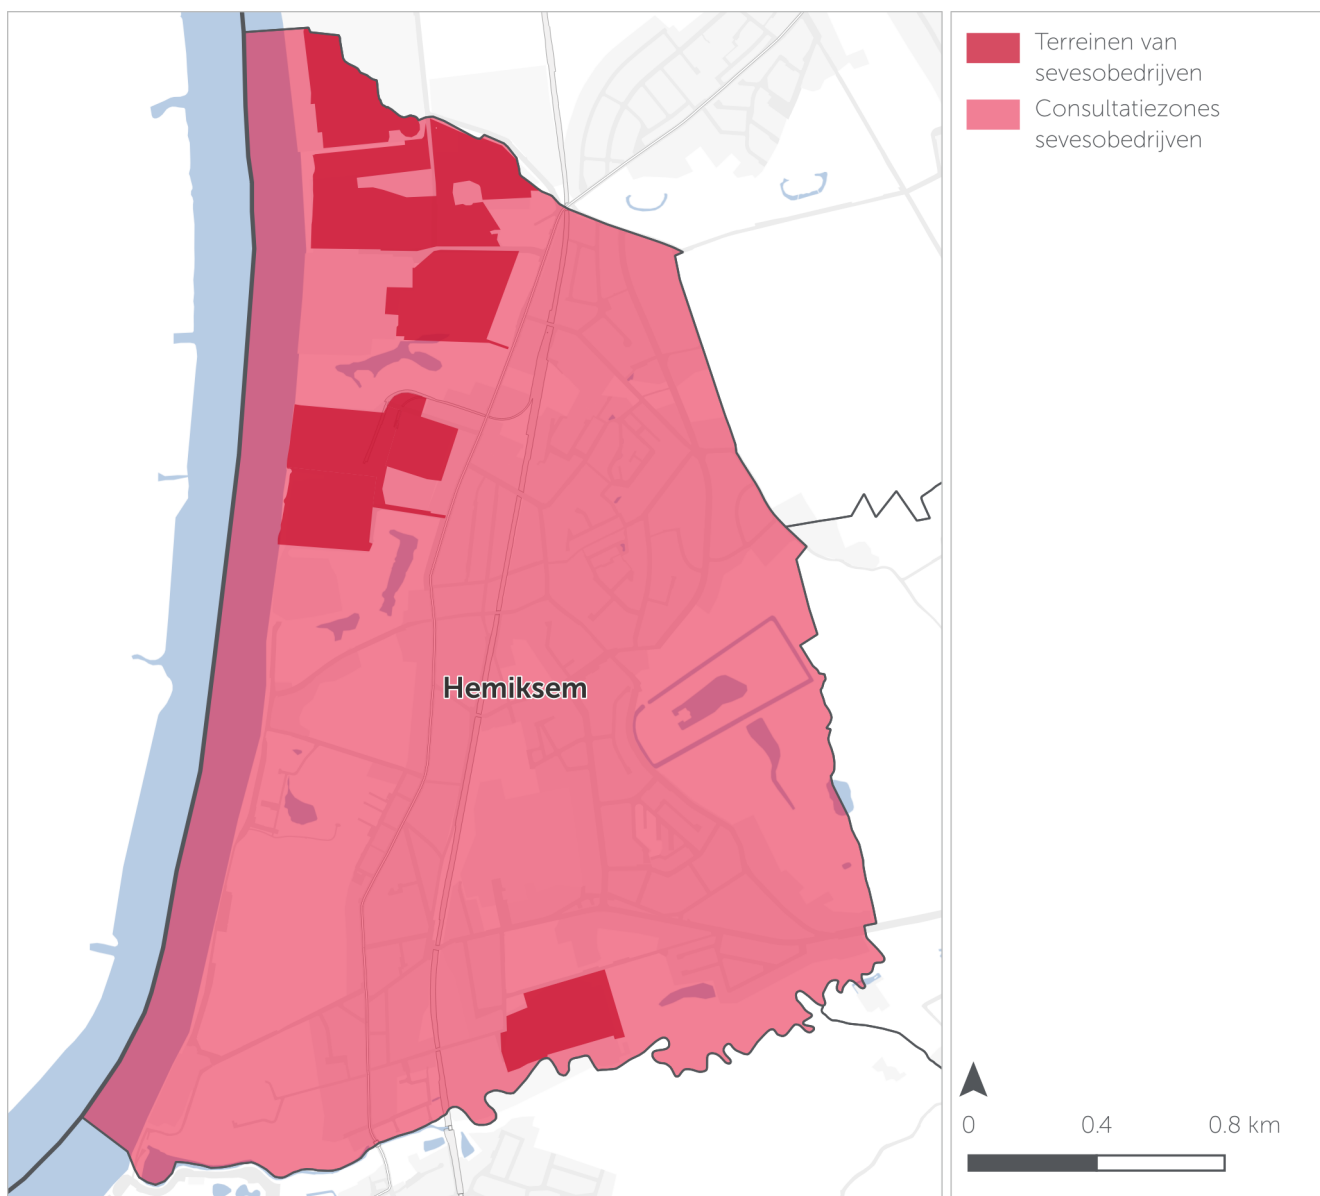 Terreinen van
sevesobedrijven
Consultatiezones
sevesobedrijven
Hemiksem
0 0.4 0.8 km